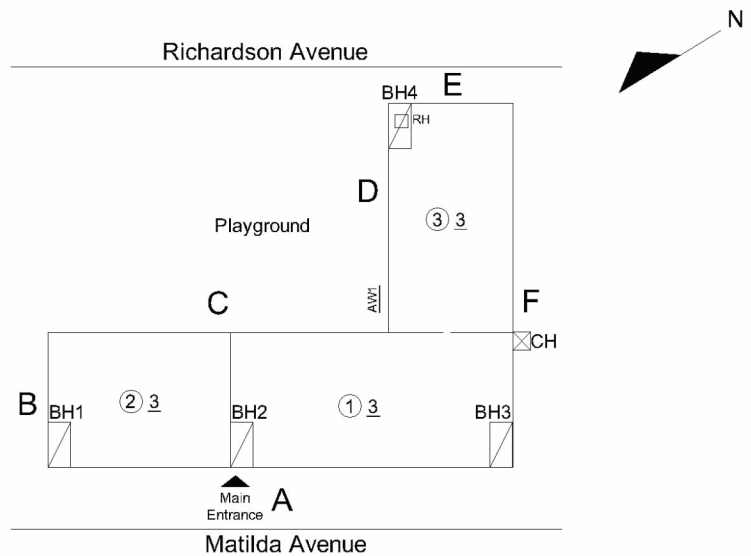 N
Richardson Avenue
E
BH4
RH
D
Playground
③ 3
AW1
C
F
CH
B
BH1
② 3
BH2
① 3
BH3
Main
Entrance
A
Matilda Avenue